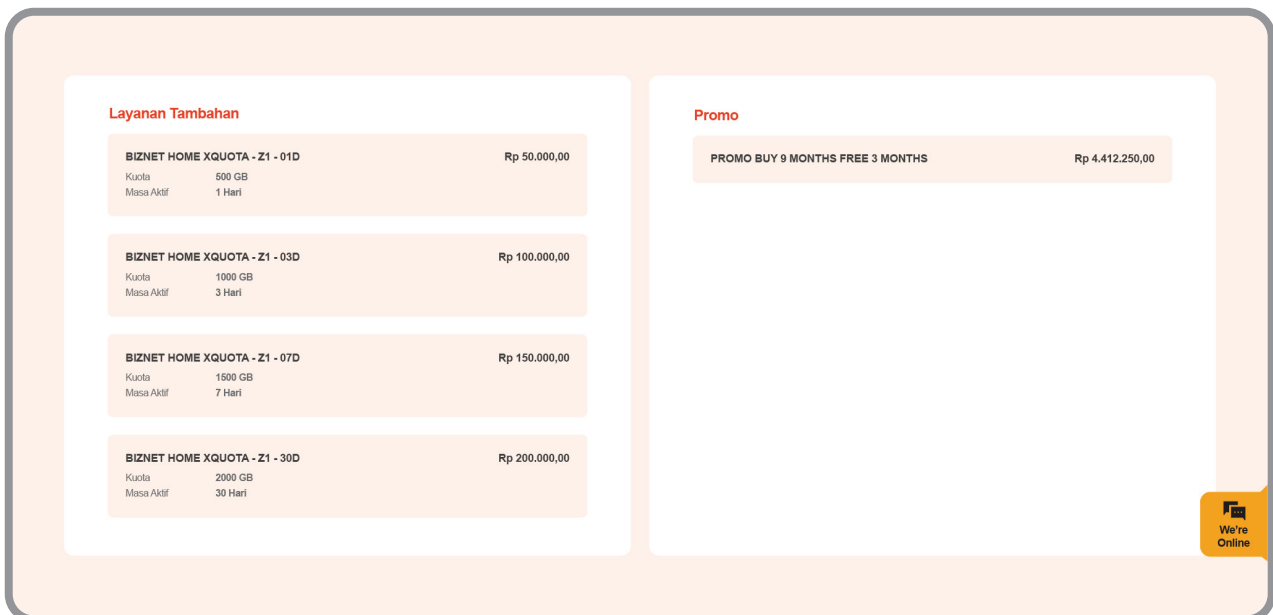 Layanan Tambahan
BIZNET HOME XQUOTA - Z1 - 01D Rp 50.000,00
Kuota 500 GB
Masa Aktif 1 Hari
BIZNET HOME XQUOTA - Z1 - 03D Rp 100.000,00
Kuota 1000 GB
Masa Aktif 3 Hari
BIZNET HOME XQUOTA - Z1 - 07D Rp 150.000,00
Kuota 1500 GB
Masa Aktif 7 Hari
BIZNET HOME XQUOTA - Z1 - 30D Rp 200.000,00
Kuota 2000 GB
Masa Aktif 30 Hari
Promo
PROMO BUY 9 MONTHS FREE 3 MONTHS Rp 4.412.250,00
We're
Online